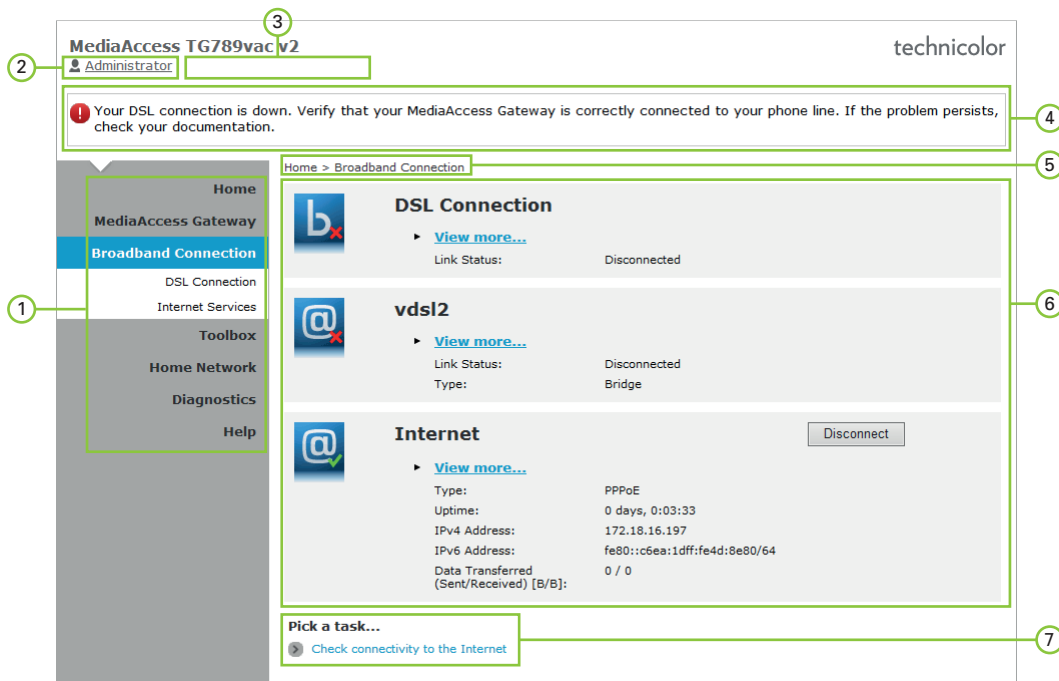 3
MediaAccess TG789vac v2
technicolor
2
Administrator
Your DSL connection is down. Verify that your MediaAccess Gateway is correctly connected to your phone line. If the problem persists,
check your documentation.
4
Home > Broadband Connection
5
1
Home
MediaAccess Gateway
Broadband Connection
DSL Connection
Internet Services
Toolbox
Home Network
Diagnostics
Help
DSL Connection
View more...
Link Status: Disconnected
6
vdsl2
View more...
Link Status: Disconnected
Type: Bridge
Internet
Disconnect
View more...
Type: PPPoE
Uptime: 0 days, 0:03:33
IPv4 Address: 172.18.16.197
IPv6 Address: fe80::c6ea:1dff:fe4d:8e80/64
Data Transferred 0 / 0
(Sent/Received) [B/B]:
Pick a task...
Check connectivity to the Internet
7